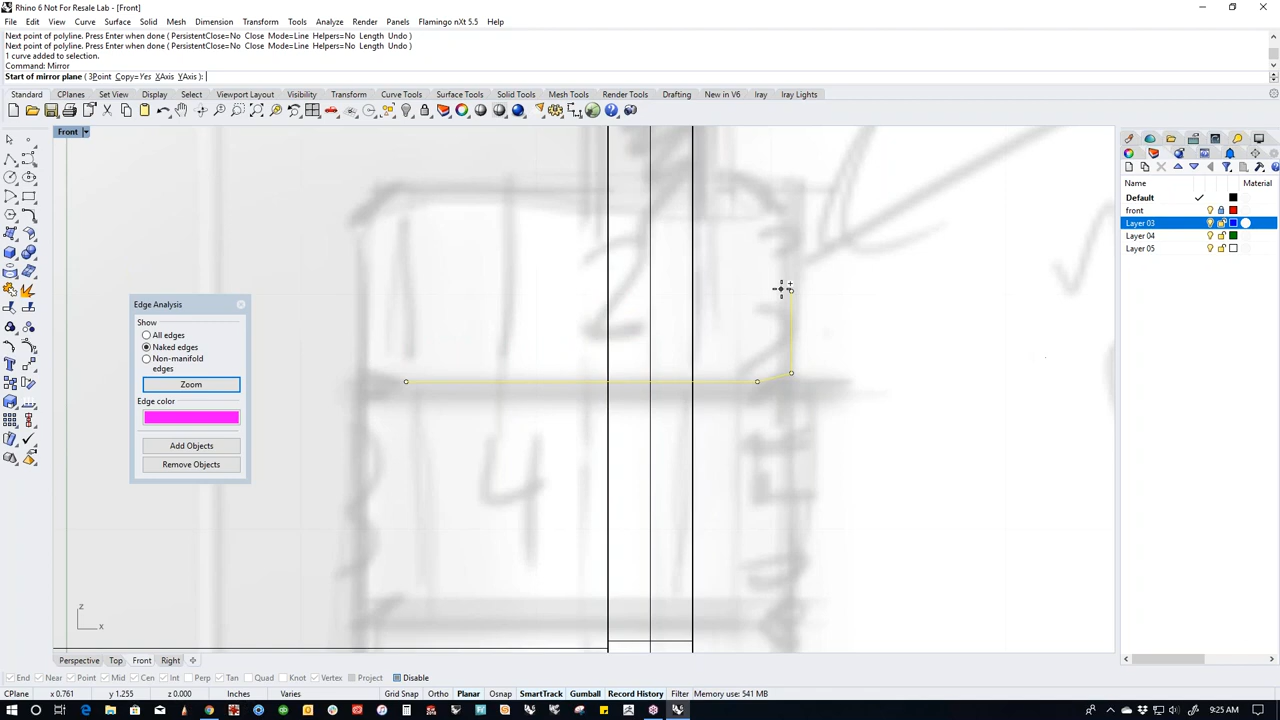 Rhino 6 Not For Resale Lab - [Front]
File Edit View Curve Surface Solid Mesh Dimension Transform Tools Analyze Render Panels Flamingo nXt 5.5 Help
Next point of polyline. Press Enter when done ( PersistentClose=No Close Mode=Line Helpers=No Length Undo )
Next point of polyline. Press Enter when done ( PersistentClose=No Close Mode=Line Helpers=No Length Undo )
1 curve added to selection.
Command: Mirror
Start of mirror plane ( 3Point Copy=Yes XAxis YAxis ):
Standard CPlanes Set View Display Select Viewport Layout Visibility Transform Curve Tools Surface Tools Solid Tools Mesh Tools Render Tools Drafting New in V6 Iray Iray Lights
Front
Name Material
Default
front
Layer 03
Layer 04
Layer 05
2
4
Edge Analysis
Show
All edges
Naked edges
Non-manifold
edges
Zoom
Edge color
Add Objects
Remove Objects
z
x
Perspective Top Front Right
End Near Point Mid Cen Int Perp Tan Quad Knot Vertex Project Disable
CPlane x 0.761 y 1.255 z 0.000 Inches Varies Grid Snap Ortho Planar Osnap SmartTrack Gumball Record History Filter Memory use: 541 MB
9:25 AM